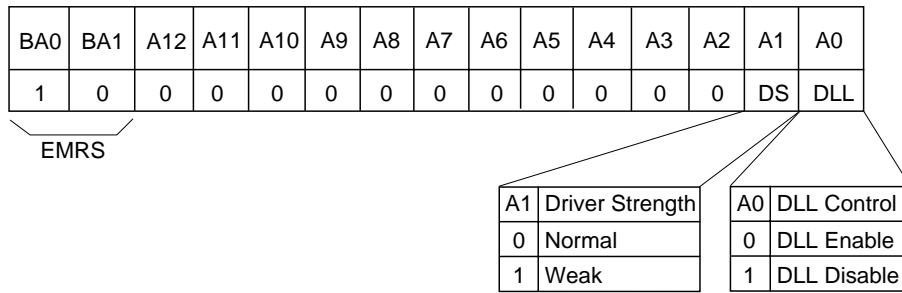 BA0 BA1 A12 A11 A10 A9 A8 A7 A6 A5 A4 A3 A2 A1 A0
1 0 0 0 0 0 0 0 0 0 0 0 0 DS DLL
EMRS
A1 Driver Strength
0 Normal
1 Weak
A0 DLL Control
0 DLL Enable
1 DLL Disable